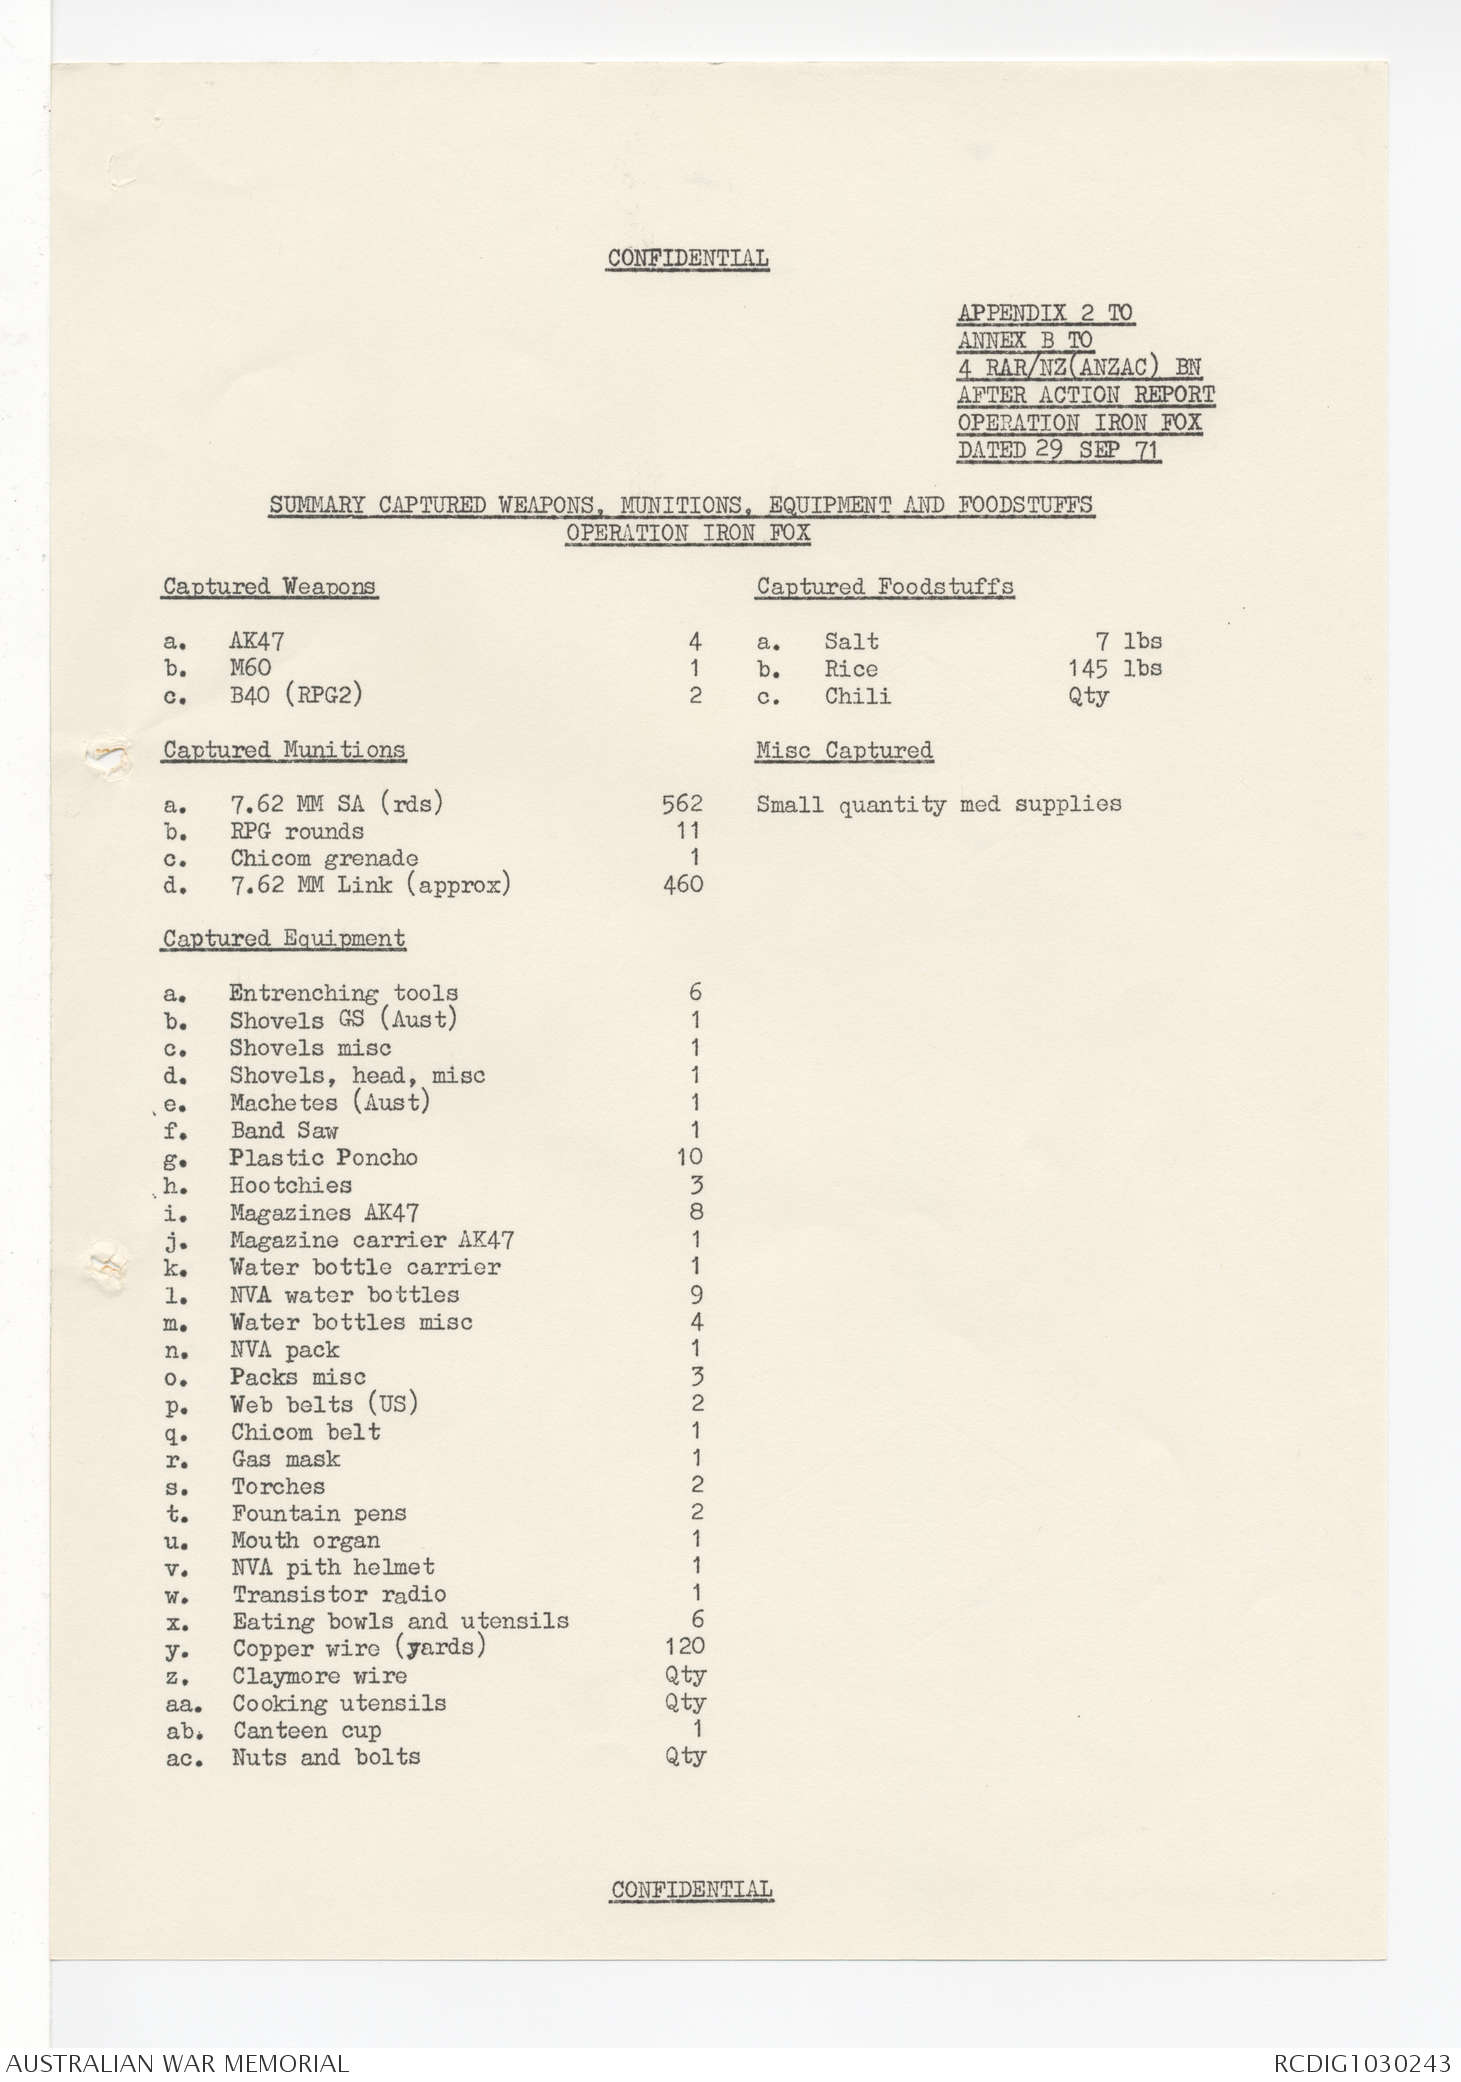 CONFIDENTIAL
APPENDIX 2 TO
ANNEX B TO
4 RAR/NZ(ANZAC) BN
AFTER ACTION REPORT
OPERATION IRON FOX
DATED 29 SEP 71
SUMMARY CAPTURED WEAPONS, MUNITIONS, EQUIPMENT AND FOODSTUFFS
OPERATION IRON FOX
Captured Weapons
a. AK47 4
b. M60 1
c. B40 (RPG2) 2
Captured Munitions
a. 7.62 MM SA (rds) 562
b. RPG rounds 11
c. Chicom grenade 1
d. 7.62 MM Link (approx) 460
Captured Equipment
a. Entrenching tools 6
b. Shovels GS (Aust) 1
c. Shovels misc 1
d. Shovels, head, misc 1
e. Machetes (Aust) 1
f. Band Saw 1
g. Plastic Poncho 10
h. Hootchies 3
i. Magazines AK47 8
j. Magazine carrier AK47 1
k. Water bottle carrier 1
l. NVA water bottles 9
m. Water bottles misc 4
n. NVA pack 1
o. Packs misc 3
p. Web belts (US) 2
q. Chicom belt 1
r. Gas mask 1
s. Torches 2
t. Fountain pens 2
u. Mouth organ 1
v. NVA pith helmet 1
w. Transistor radio 1
x. Eating bowls and utensils 6
y. Copper wire (yards) 120
z. Claymore wire Qty
aa. Cooking utensils Qty
ab. Canteen cup 1
ac. Nuts and bolts Qty
Captured Foodstuffs
a. Salt 7 lbs
b. Rice 145 lbs
c. Chili Qty
Misc Captured
Small quantity med supplies
CONFIDENTIAL
AUSTRALIAN WAR MEMORIAL
RCDIG1030243